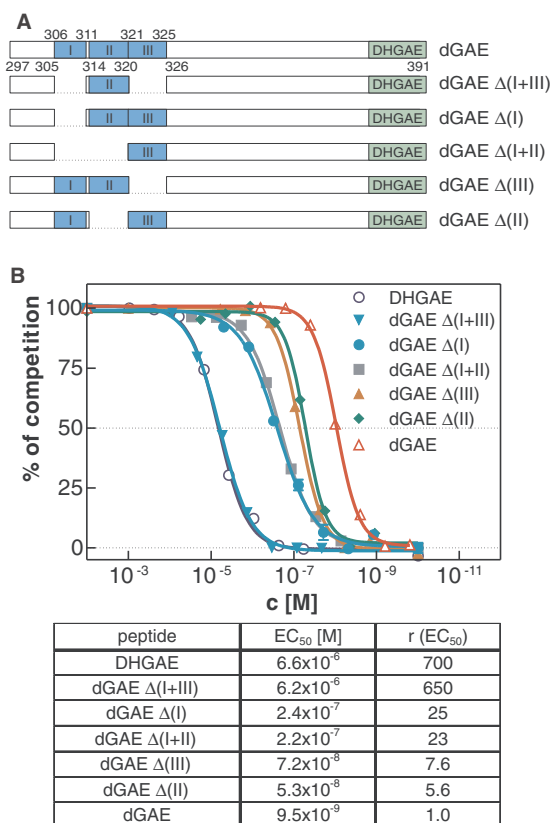 A
306 311 321 325
I II III DHGAE dGAE
297 305 314 320 326 391
II DHGAE dGAE Δ(I+III)
II III DHGAE dGAE Δ(I)
III DHGAE dGAE Δ(I+II)
I II DHGAE dGAE Δ(III)
I III DHGAE dGAE Δ(II)
B
% of competition
100
75
50
25
0
DHGAE
dGAE Δ(I+III)
dGAE Δ(I)
dGAE Δ(I+II)
dGAE Δ(III)
dGAE Δ(II)
dGAE
10⁻³ 10⁻⁵ 10⁻⁷ 10⁻⁹ 10⁻¹¹
c [M]
peptide EC₅₀ [M] r (EC₅₀)
DHGAE 6.6x10⁻⁶ 700
dGAE Δ(I+III) 6.2x10⁻⁶ 650
dGAE Δ(I) 2.4x10⁻⁷ 25
dGAE Δ(I+II) 2.2x10⁻⁷ 23
dGAE Δ(III) 7.2x10⁻⁸ 7.6
dGAE Δ(II) 5.3x10⁻⁸ 5.6
dGAE 9.5x10⁻⁹ 1.0